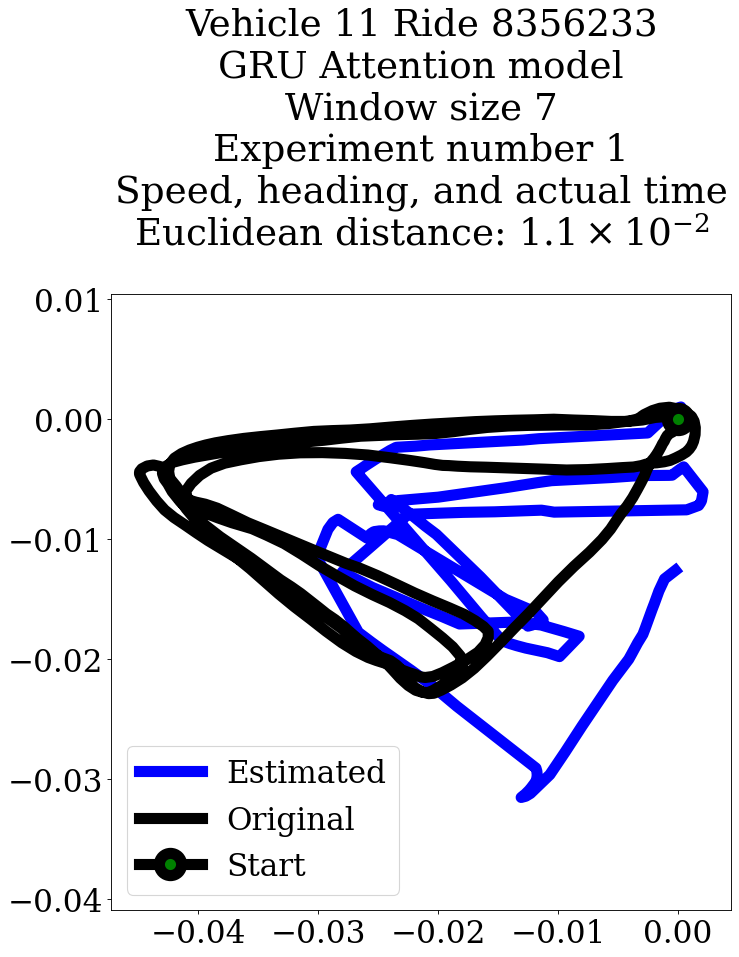 Vehicle 11 Ride 8356233
GRU Attention model
Window size 7
Experiment number 1
Speed, heading, and actual time
Euclidean distance: 1.1 × 10⁻²
0.01
0.00
−0.01
−0.02
−0.03
−0.04
Estimated
Original
Start
−0.04 −0.03 −0.02 −0.01 0.00